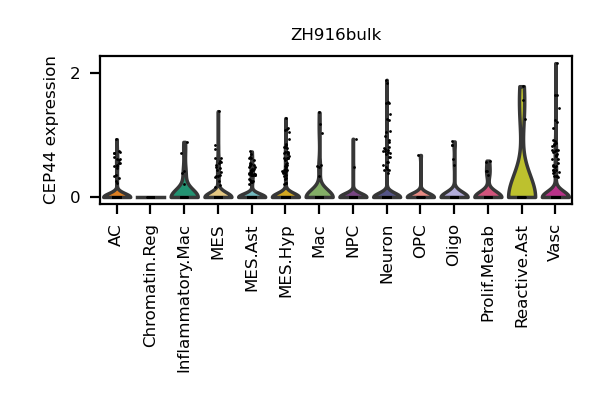 ZH916bulk
CEP44 expression
2
0
AC
Chromatin.Reg
Inflammatory.Mac
MES
MES.Ast
MES.Hyp
Mac
NPC
Neuron
OPC
Oligo
Prolif.Metab
Reactive.Ast
Vasc